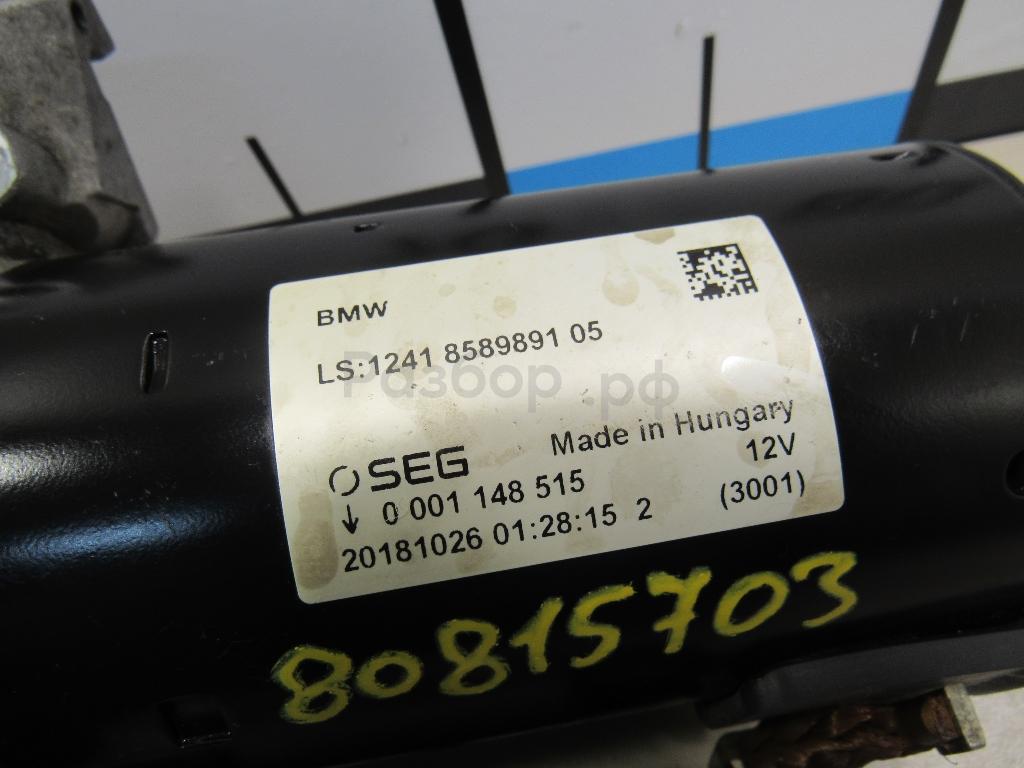 BMW
LS:1241 8589891 05
Разбор.рф
Made in Hungary
SEG
12V
0 001 148 515
(3001)
20181026 01:28:15 2
80815703